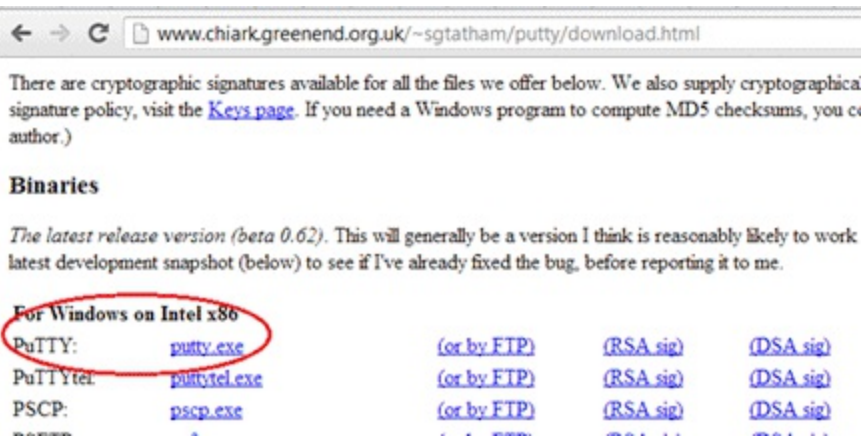 www.chiark.greenend.org.uk/~sgtatham/putty/download.html
There are cryptographic signatures available for all the files we offer below. We also supply cryptographical
signature policy, visit the Keys page. If you need a Windows program to compute MD5 checksums, you co
author.)
Binaries
The latest release version (beta 0.62). This will generally be a version I think is reasonably likely to work
latest development snapshot (below) to see if I've already fixed the bug, before reporting it to me.
For Windows on Intel x86
PuTTY: putty.exe (or by FTP) (RSA sig) (DSA sig)
PuTTYtel: puttytel.exe (or by FTP) (RSA sig) (DSA sig)
PSCP: pscp.exe (or by FTP) (RSA sig) (DSA sig)